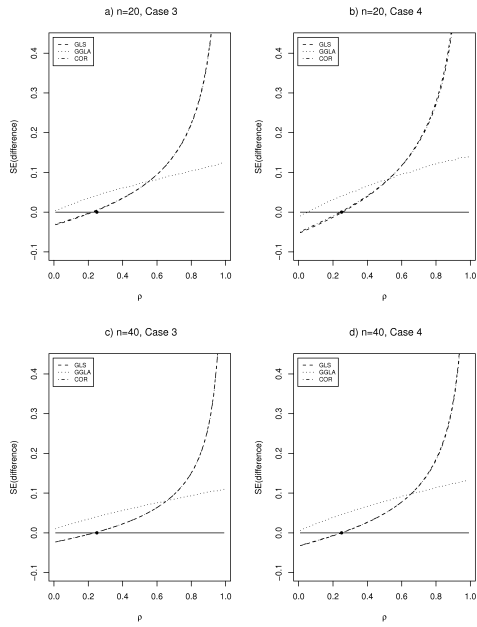 a) n=20, Case 3
GLS
GGLA
COR
SE(difference)
−0.1 0.0 0.1 0.2 0.3 0.4
0.0 0.2 0.4 0.6 0.8 1.0
ρ
b) n=20, Case 4
GLS
GGLA
COR
SE(difference)
−0.1 0.0 0.1 0.2 0.3 0.4
0.0 0.2 0.4 0.6 0.8 1.0
ρ
c) n=40, Case 3
GLS
GGLA
COR
SE(difference)
−0.1 0.0 0.1 0.2 0.3 0.4
0.0 0.2 0.4 0.6 0.8 1.0
ρ
d) n=40, Case 4
GLS
GGLA
COR
SE(difference)
−0.1 0.0 0.1 0.2 0.3 0.4
0.0 0.2 0.4 0.6 0.8 1.0
ρ